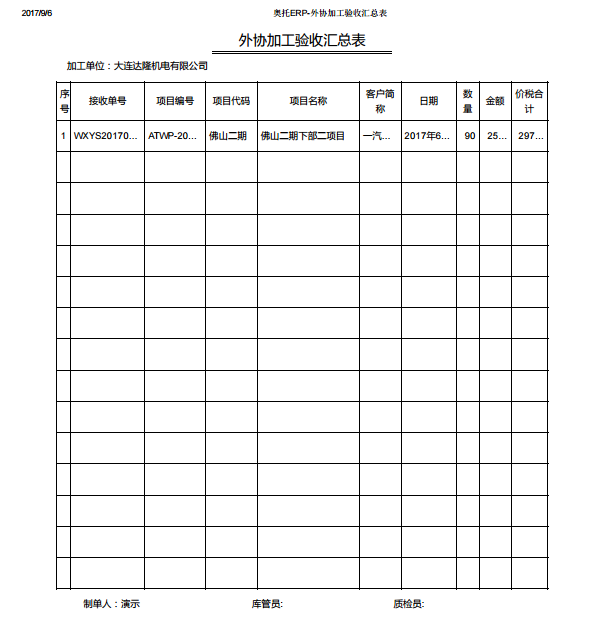 2017/9/6 奥托ERP-外协加工验收汇总表
外协加工验收汇总表
加工单位：大连达隆机电有限公司
序号 接收单号 项目编号 项目代码 项目名称 客户简称 日期 数量 金额 价税合计
1 WXYS20170... ATWP-20... 佛山二期 佛山二期下部二项目 一汽... 2017年6... 90 25... 297...
制单人：演示 库管员: 质检员: